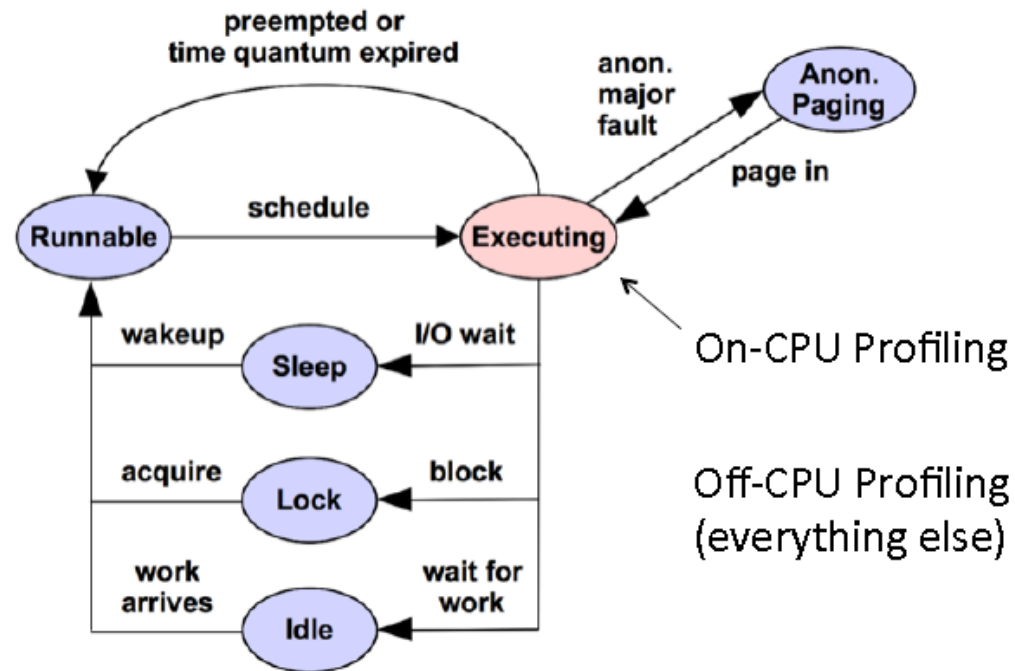 preempted or
time quantum expired
anon.
major
fault
Anon.
Paging
page in
Runnable
schedule
Executing
wakeup
Sleep
I/O wait
On-CPU Profiling
acquire
Lock
block
Off-CPU Profiling
(everything else)
work
arrives
Idle
wait for
work